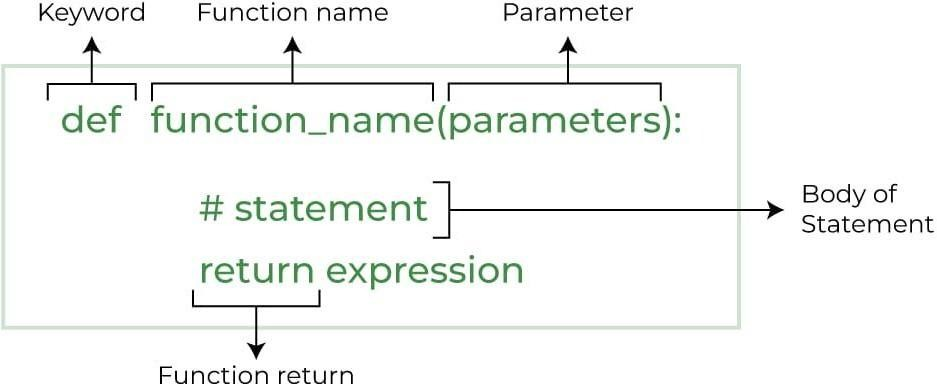 Keyword Function name Parameter
def function_name(parameters):
# statement
Body of
Statement
return expression
Function return